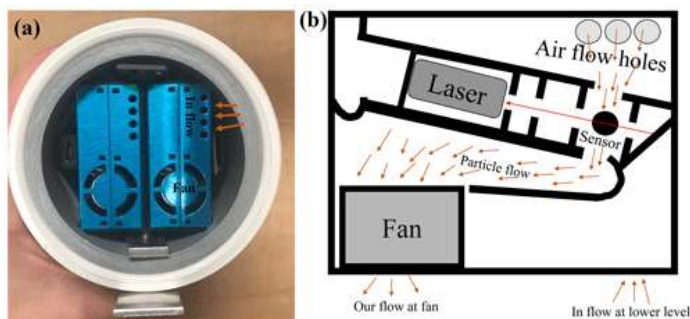 (a)
In flow
Fan
(b)
Air flow holes
Laser
Sensor
Particle flow
Fan
Our flow at fan
In flow at lower level